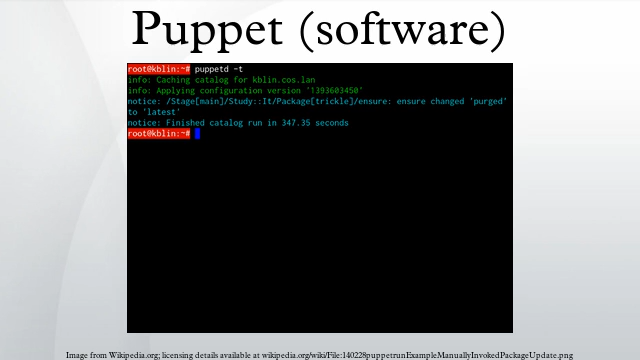 Puppet (software)
root@kblin:~# puppetd -t
info: Caching catalog for kblin.cos.lan
info: Applying configuration version '1393603450'
notice: /Stage[main]/Study::It/Package[trickle]/ensure: ensure changed 'purged'
to 'latest'
notice: Finished catalog run in 347.35 seconds
root@kblin:~#
Image from Wikipedia.org; licensing details available at wikipedia.org/wiki/File:140228puppetrunExampleManuallyInvokedPackageUpdate.png